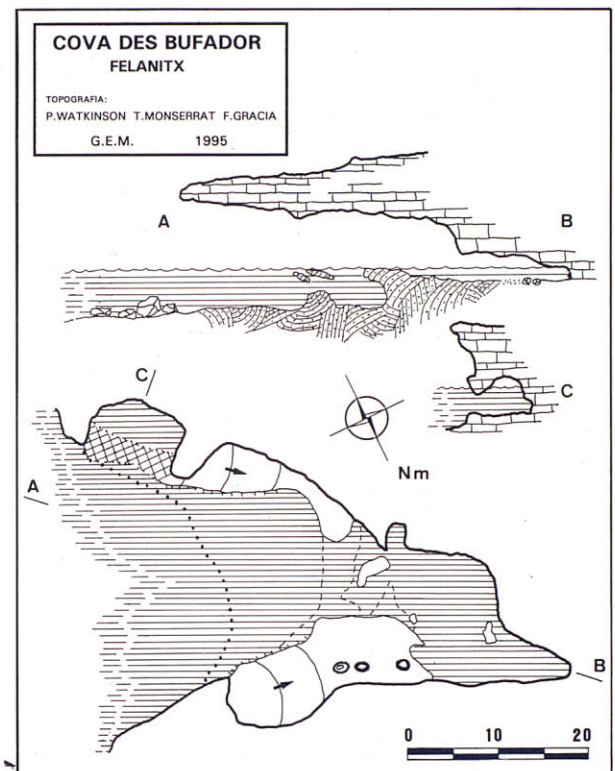 COVA DES BUFADOR
FELANITX
TOPOGRAFIA:
P.WATKINSON T.MONSERRAT F.GRACIA
G.E.M. 1995
A
B
C
C
Nm
A
B
0 10 20